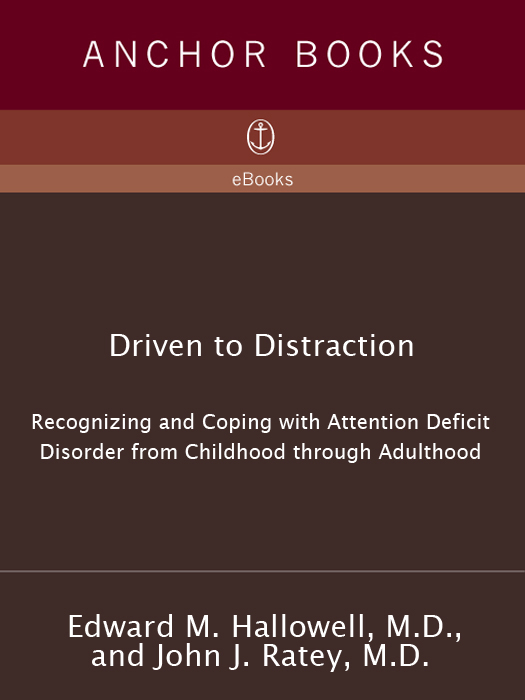 ANCHOR BOOKS
eBooks
Driven to Distraction
Recognizing and Coping with Attention Deficit
Disorder from Childhood through Adulthood
Edward M. Hallowell, M.D.,
and John J. Ratey, M.D.